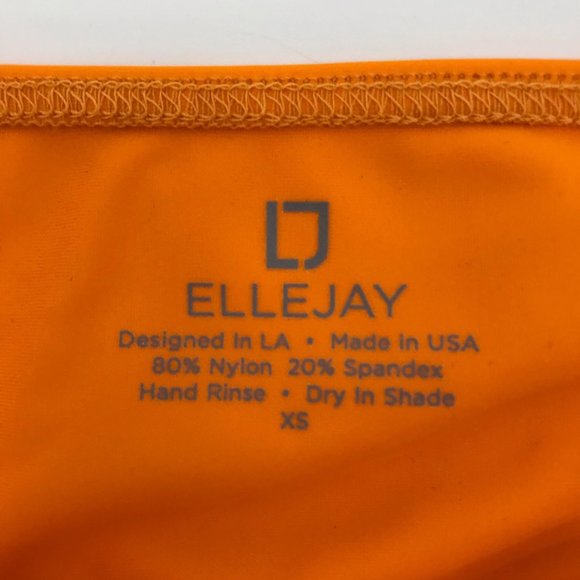 LJ
ELLEJAY
Designed in LA • Made in USA
80% Nylon 20% Spandex
Hand Rinse • Dry In Shade
XS